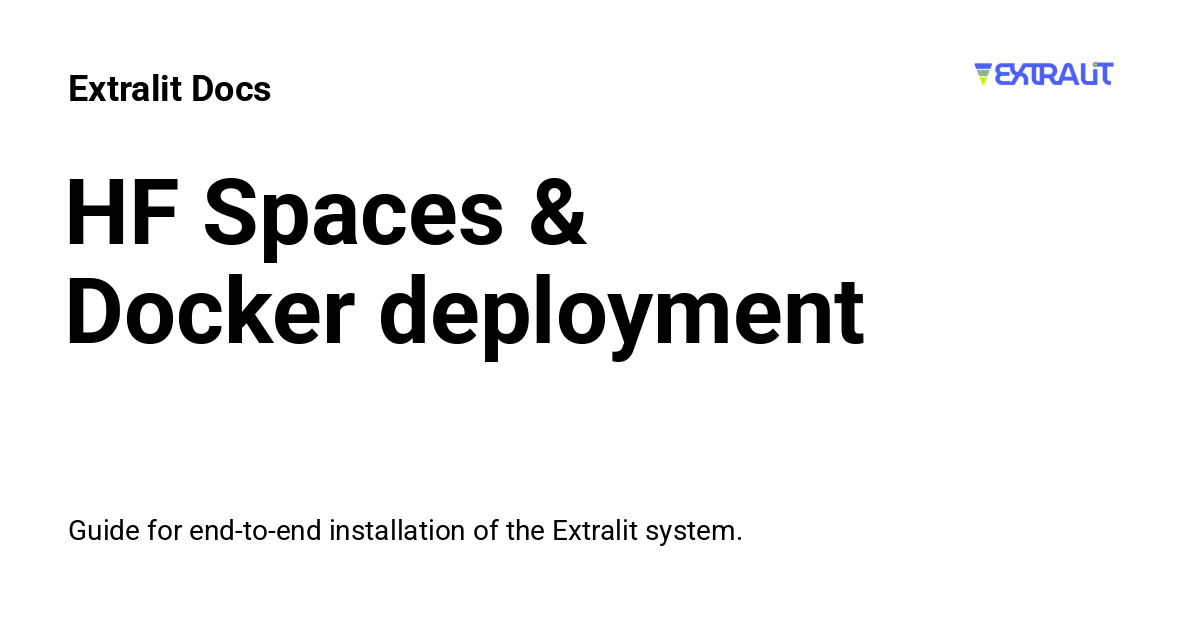 Extralit Docs
EXTRALIT
HF Spaces &
Docker deployment
Guide for end-to-end installation of the Extralit system.